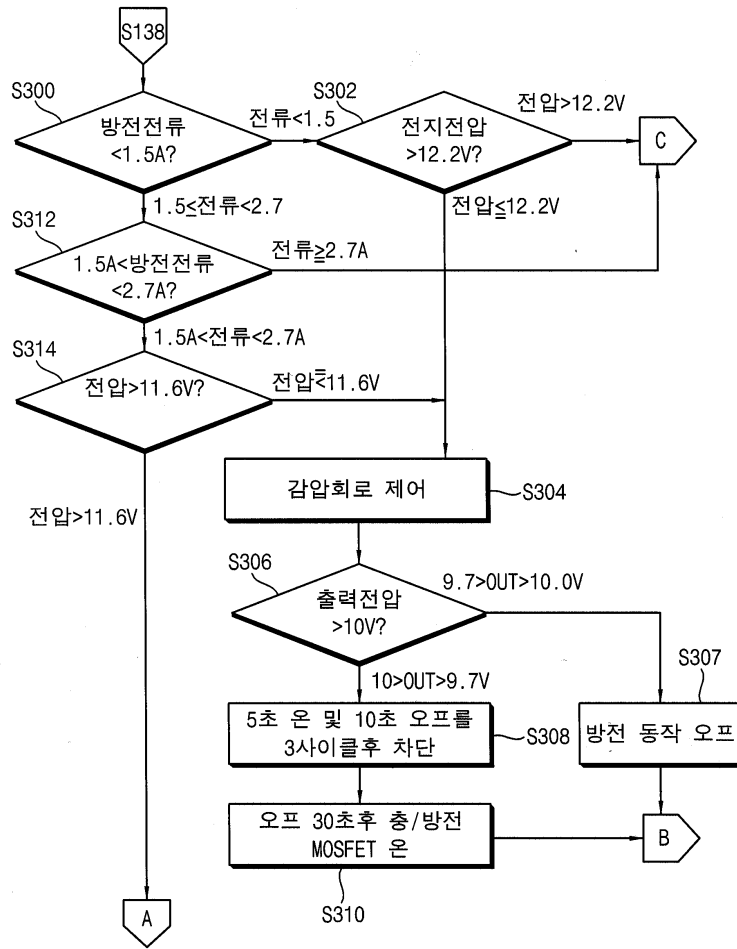 S138
S300
방전전류
<1.5A?
전류<1.5
S302
전지전압
>12.2V?
전압>12.2V
C
1.5≤전류<2.7
전압≦12.2V
S312
1.5A<방전전류
<2.7A?
전류≧2.7A
1.5A<전류<2.7A
S314
전압>11.6V?
전압≦11.6V
감압회로 제어
S304
전압>11.6V
S306
출력전압
>10V?
9.7>OUT>10.0V
10>OUT>9.7V
S307
5초 온 및 10초 오프를
3사이클후 차단
S308
방전 동작 오프
오프 30초후 충/방전
MOSFET 온
B
S310
A